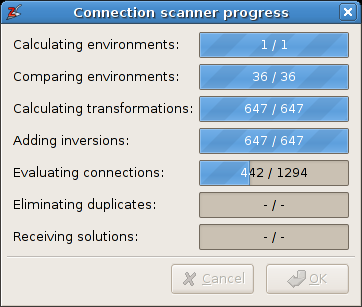 Connection scanner progress
Calculating environments: 1 / 1
Comparing environments: 36 / 36
Calculating transformations: 647 / 647
Adding inversions: 647 / 647
Evaluating connections: 442 / 1294
Eliminating duplicates: - / -
Receiving solutions: - / -
Cancel OK